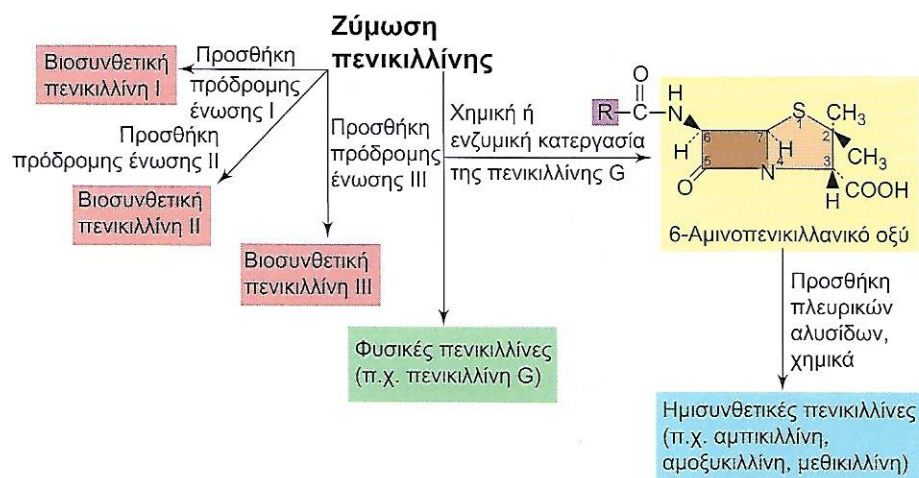 Ζύμωση
πενικιλλίνης
Βιοσυνθετική
πενικιλλίνη I
Προσθήκη
πρόδρομης
ένωσης I
Προσθήκη
πρόδρομης ένωσης II
Βιοσυνθετική
πενικιλλίνη II
Προσθήκη
πρόδρομης
ένωσης III
Βιοσυνθετική
πενικιλλίνη III
Χημική ή
ενζυμική κατεργασία
της πενικιλλίνης G
Φυσικές πενικιλλίνες
(π.χ. πενικιλλίνη G)
O
H
R C N
S CH3
1
6 7 2
H H CH3
5 4 3
O N
COOH
H
6-Αμινοπενικιλλανικό οξύ
Προσθήκη
πλευρικών
αλυσίδων,
χημικά
Ημισυνθετικές πενικιλλίνες
(π.χ. αμπικιλλίνη,
αμοξυκιλλίνη, μεθικιλλίνη)